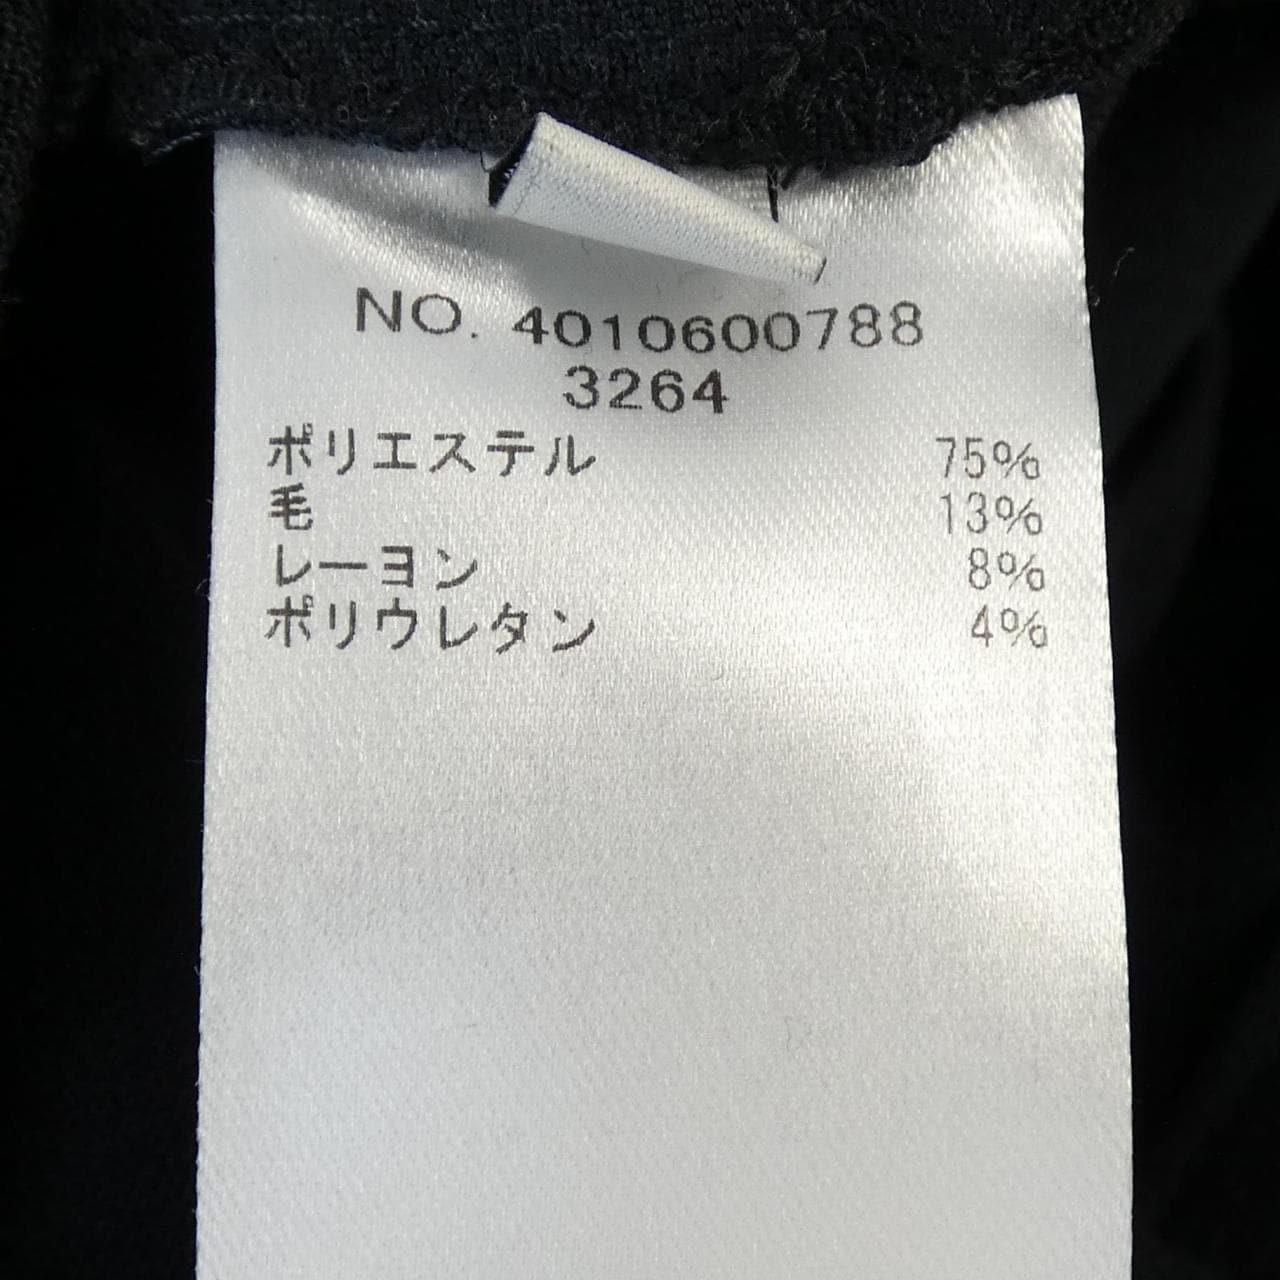 NO. 4010600788
3264
ポリエステル 75%
毛 13%
レーヨン 8%
ポリウレタン 4%